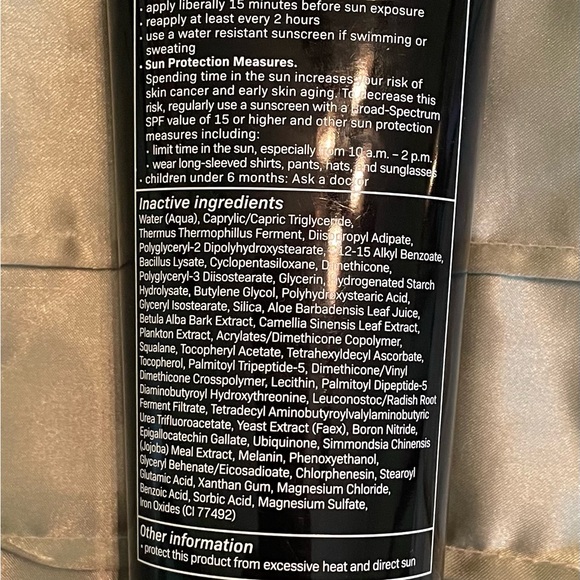 • apply liberally 15 minutes before sun exposure
• reapply at least every 2 hours
• use a water resistant sunscreen if swimming or
sweating
• Sun Protection Measures.
Spending time in the sun increases your risk of
skin cancer and early skin aging. To decrease this
risk, regularly use a sunscreen with a Broad-Spectrum
SPF value of 15 or higher and other sun protection
measures including:
• limit time in the sun, especially from 10 a.m. – 2 p.m.
• wear long-sleeved shirts, pants, hats, and sunglasses
• children under 6 months: Ask a doctor
Inactive ingredients
Water (Aqua), Caprylic/Capric Triglyceride,
Thermus Thermophillus Ferment, Diisopropyl Adipate,
Polyglyceryl-2 Dipolyhydroxystearate, C12-15 Alkyl Benzoate,
Bacillus Lysate, Cyclopentasiloxane, Dimethicone,
Polyglyceryl-3 Diisostearate, Glycerin, Hydrogenated Starch
Hydrolysate, Butylene Glycol, Polyhydroxystearic Acid,
Glyceryl Isostearate, Silica, Aloe Barbadensis Leaf Juice,
Betula Alba Bark Extract, Camellia Sinensis Leaf Extract,
Plankton Extract, Acrylates/Dimethicone Copolymer,
Squalane, Tocopheryl Acetate, Tetrahexyldecyl Ascorbate,
Tocopherol, Palmitoyl Tripeptide-5, Dimethicone/Vinyl
Dimethicone Crosspolymer, Lecithin, Palmitoyl Dipeptide-5
Diaminobutyroyl Hydroxythreonine, Leuconostoc/Radish Root
Ferment Filtrate, Tetradecyl Aminobutyroylvalylaminobutyric
Urea Trifluoroacetate, Yeast Extract (Faex), Boron Nitride,
Epigallocatechin Gallate, Ubiquinone, Simmondsia Chinensis
(Jojoba) Meal Extract, Melanin, Phenoxyethanol,
Glyceryl Behenate/Eicosadioate, Chlorphenesin, Stearoyl
Glutamic Acid, Xanthan Gum, Magnesium Chloride,
Benzoic Acid, Sorbic Acid, Magnesium Sulfate,
Iron Oxides (CI 77492)
Other information
• protect this product from excessive heat and direct sun